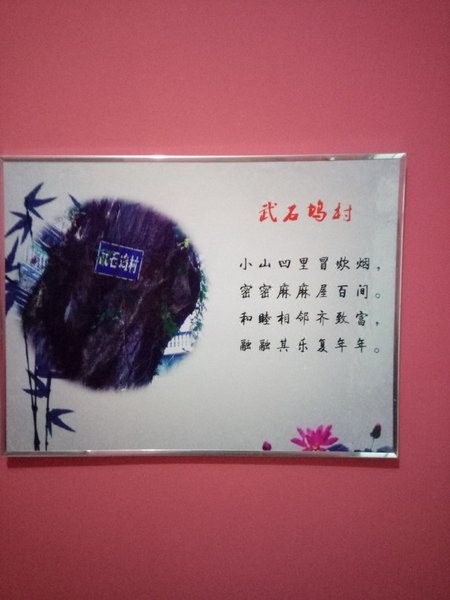 武石坞村
武石坞村
小山凹里冒炊烟，
密密麻麻屋百间。
和睦相邻齐致富，
融融其乐复年年。